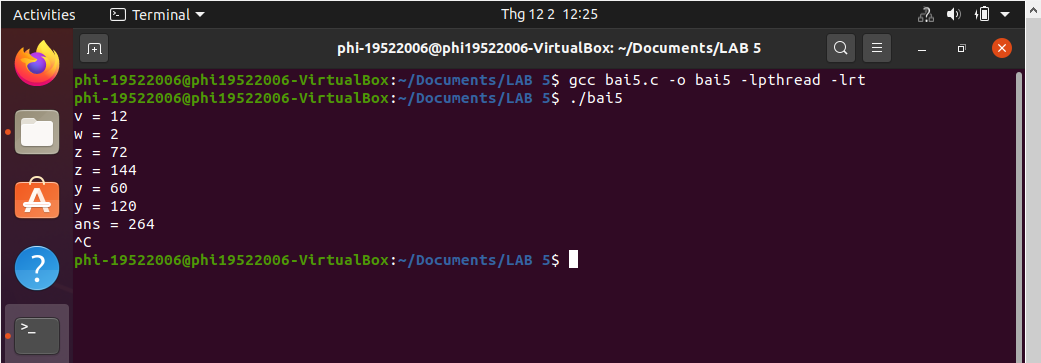 Activities Terminal Thg 12 2 12:25
phi-19522006@phi19522006-VirtualBox: ~/Documents/LAB 5
phi-19522006@phi19522006-VirtualBox:~/Documents/LAB 5$ gcc bai5.c -o bai5 -lpthread -lrt
phi-19522006@phi19522006-VirtualBox:~/Documents/LAB 5$ ./bai5
v = 12
w = 2
z = 72
z = 144
y = 60
y = 120
ans = 264
^C
phi-19522006@phi19522006-VirtualBox:~/Documents/LAB 5$